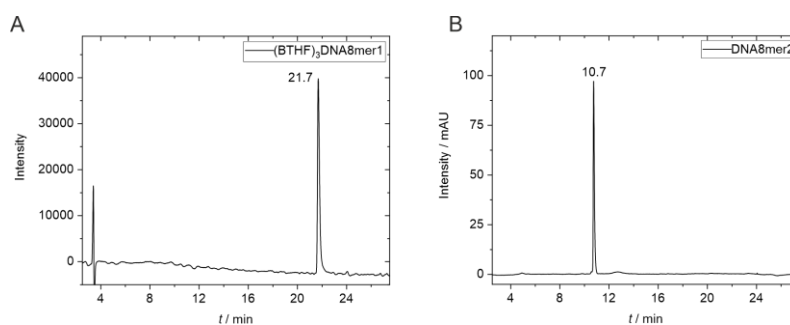 A
(BTHF)₃DNA8mer1
21.7
40000
30000
20000
10000
0
Intensity
4 8 12 16 20 24
t / min
B
DNA8mer2
10.7
100
75
50
25
0
Intensity / mAU
4 8 12 16 20 24
t / min